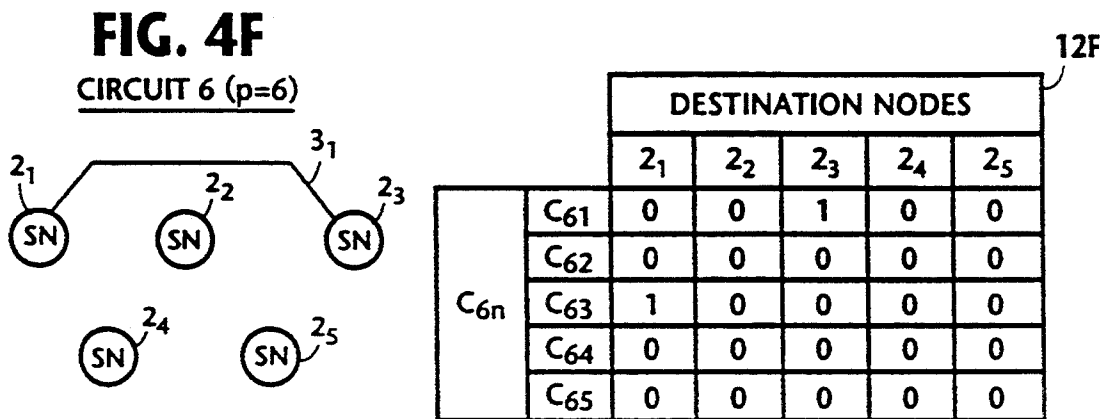 FIG. 4F
CIRCUIT 6 (p=6)
2₁
3₁
2₂
2₃
SN
SN
SN
2₄
2₅
SN
SN
12F
DESTINATION NODES
2₁ 2₂ 2₃ 2₄ 2₅
C₆ₙ
C₆₁ 0 0 1 0 0
C₆₂ 0 0 0 0 0
C₆₃ 1 0 0 0 0
C₆₄ 0 0 0 0 0
C₆₅ 0 0 0 0 0